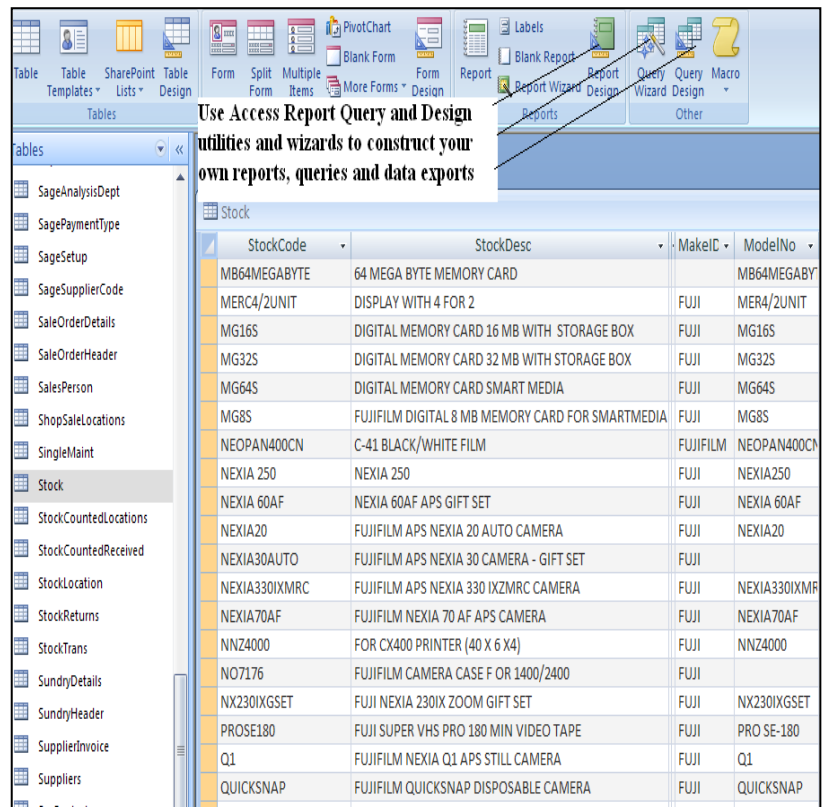 PivotChart
Labels
Blank Form
Blank Report
Table
Table Templates
SharePoint Lists
Table Design
Form
Split Form
Multiple Items
More Forms
Form Design
Report
Report Wizard
Report Design
Query Wizard
Query Design
Macro
Tables
Reports
Other
Use Access Report Query and Design
utilities and wizards to construct your
own reports, queries and data exports
Tables «
SageAnalysisDept
SagePaymentType
SageSetup
SageSupplierCode
SaleOrderDetails
SaleOrderHeader
SalesPerson
ShopSaleLocations
SingleMaint
Stock
StockCountedLocations
StockCountedReceived
StockLocation
StockReturns
StockTrans
SundryDetails
SundryHeader
SupplierInvoice
Suppliers
Stock
StockCode StockDesc MakeID ModelNo
MB64MEGABYTE 64 MEGA BYTE MEMORY CARD MB64MEGABY
MERC4/2UNIT DISPLAY WITH 4 FOR 2 FUJI MER4/2UNIT
MG16S DIGITAL MEMORY CARD 16 MB WITH STORAGE BOX FUJI MG16S
MG32S DIGITAL MEMORY CARD 32 MB WITH STORAGE BOX FUJI MG32S
MG64S DIGITAL MEMORY CARD SMART MEDIA FUJI MG64S
MG8S FUJIFILM DIGITAL 8 MB MEMORY CARD FOR SMARTMEDIA FUJI MG8S
NEOPAN400CN C-41 BLACK/WHITE FILM FUJIFILM NEOPAN400CN
NEXIA 250 NEXIA 250 FUJI NEXIA250
NEXIA 60AF NEXIA 60AF APS GIFT SET FUJI NEXIA 60AF
NEXIA20 FUJIFILM APS NEXIA 20 AUTO CAMERA FUJI NEXIA20
NEXIA30AUTO FUJIFILM APS NEXIA 30 CAMERA - GIFT SET FUJI
NEXIA330IXMRC FUJIFILM APS NEXIA 330 IXZMRC CAMERA FUJI NEXIA330IXMR
NEXIA70AF FUJIFILM NEXIA 70 AF APS CAMERA FUJI NEXIA70AF
NNZ4000 FOR CX400 PRINTER (40 X 6 X4) FUJI NNZ4000
NO7176 FUJIFILM CAMERA CASE F OR 1400/2400 FUJI
NX230IXGSET FUJI NEXIA 230IX ZOOM GIFT SET FUJI NX230IXGSET
PROSE180 FUJI SUPER VHS PRO 180 MIN VIDEO TAPE FUJI PRO SE-180
Q1 FUJIFILM NEXIA Q1 APS STILL CAMERA FUJI Q1
QUICKSNAP FUJIFILM QUICKSNAP DISPOSABLE CAMERA FUJI QUICKSNAP